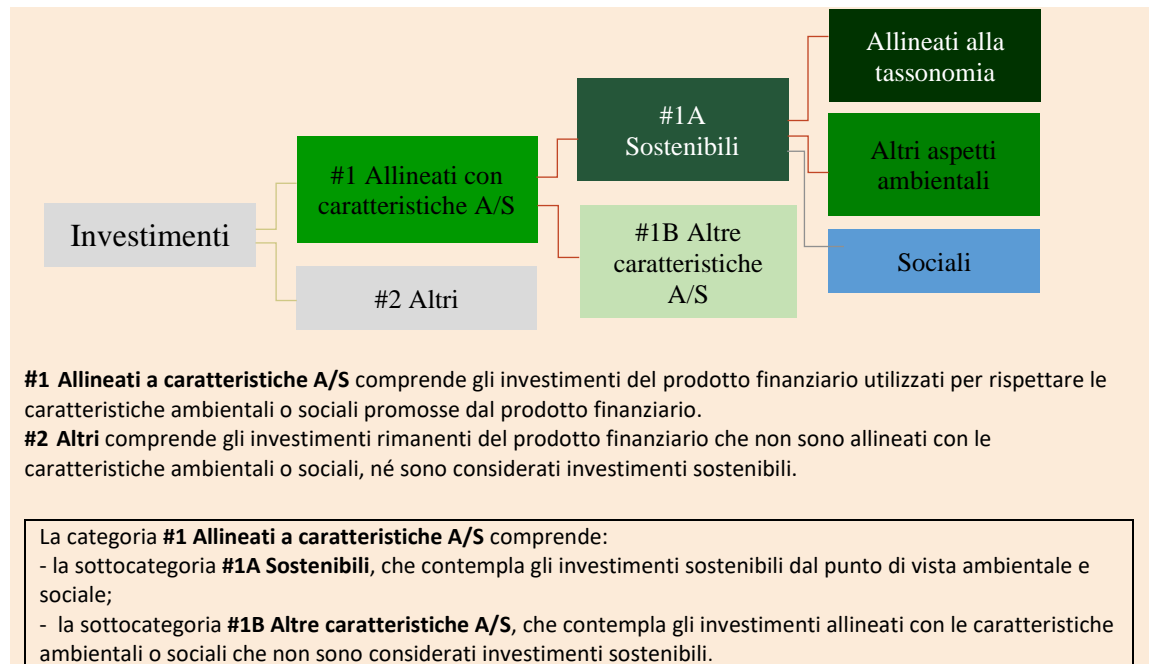 Allineati alla
tassonomia
#1A
Sostenibili
Altri aspetti
ambientali
#1 Allineati con
caratteristiche A/S
Investimenti
#1B Altre
caratteristiche
A/S
Sociali
#2 Altri
#1 Allineati a caratteristiche A/S comprende gli investimenti del prodotto finanziario utilizzati per rispettare le
caratteristiche ambientali o sociali promosse dal prodotto finanziario.
#2 Altri comprende gli investimenti rimanenti del prodotto finanziario che non sono allineati con le
caratteristiche ambientali o sociali, né sono considerati investimenti sostenibili.
La categoria #1 Allineati a caratteristiche A/S comprende:
- la sottocategoria #1A Sostenibili, che contempla gli investimenti sostenibili dal punto di vista ambientale e
sociale;
- la sottocategoria #1B Altre caratteristiche A/S, che contempla gli investimenti allineati con le caratteristiche
ambientali o sociali che non sono considerati investimenti sostenibili.